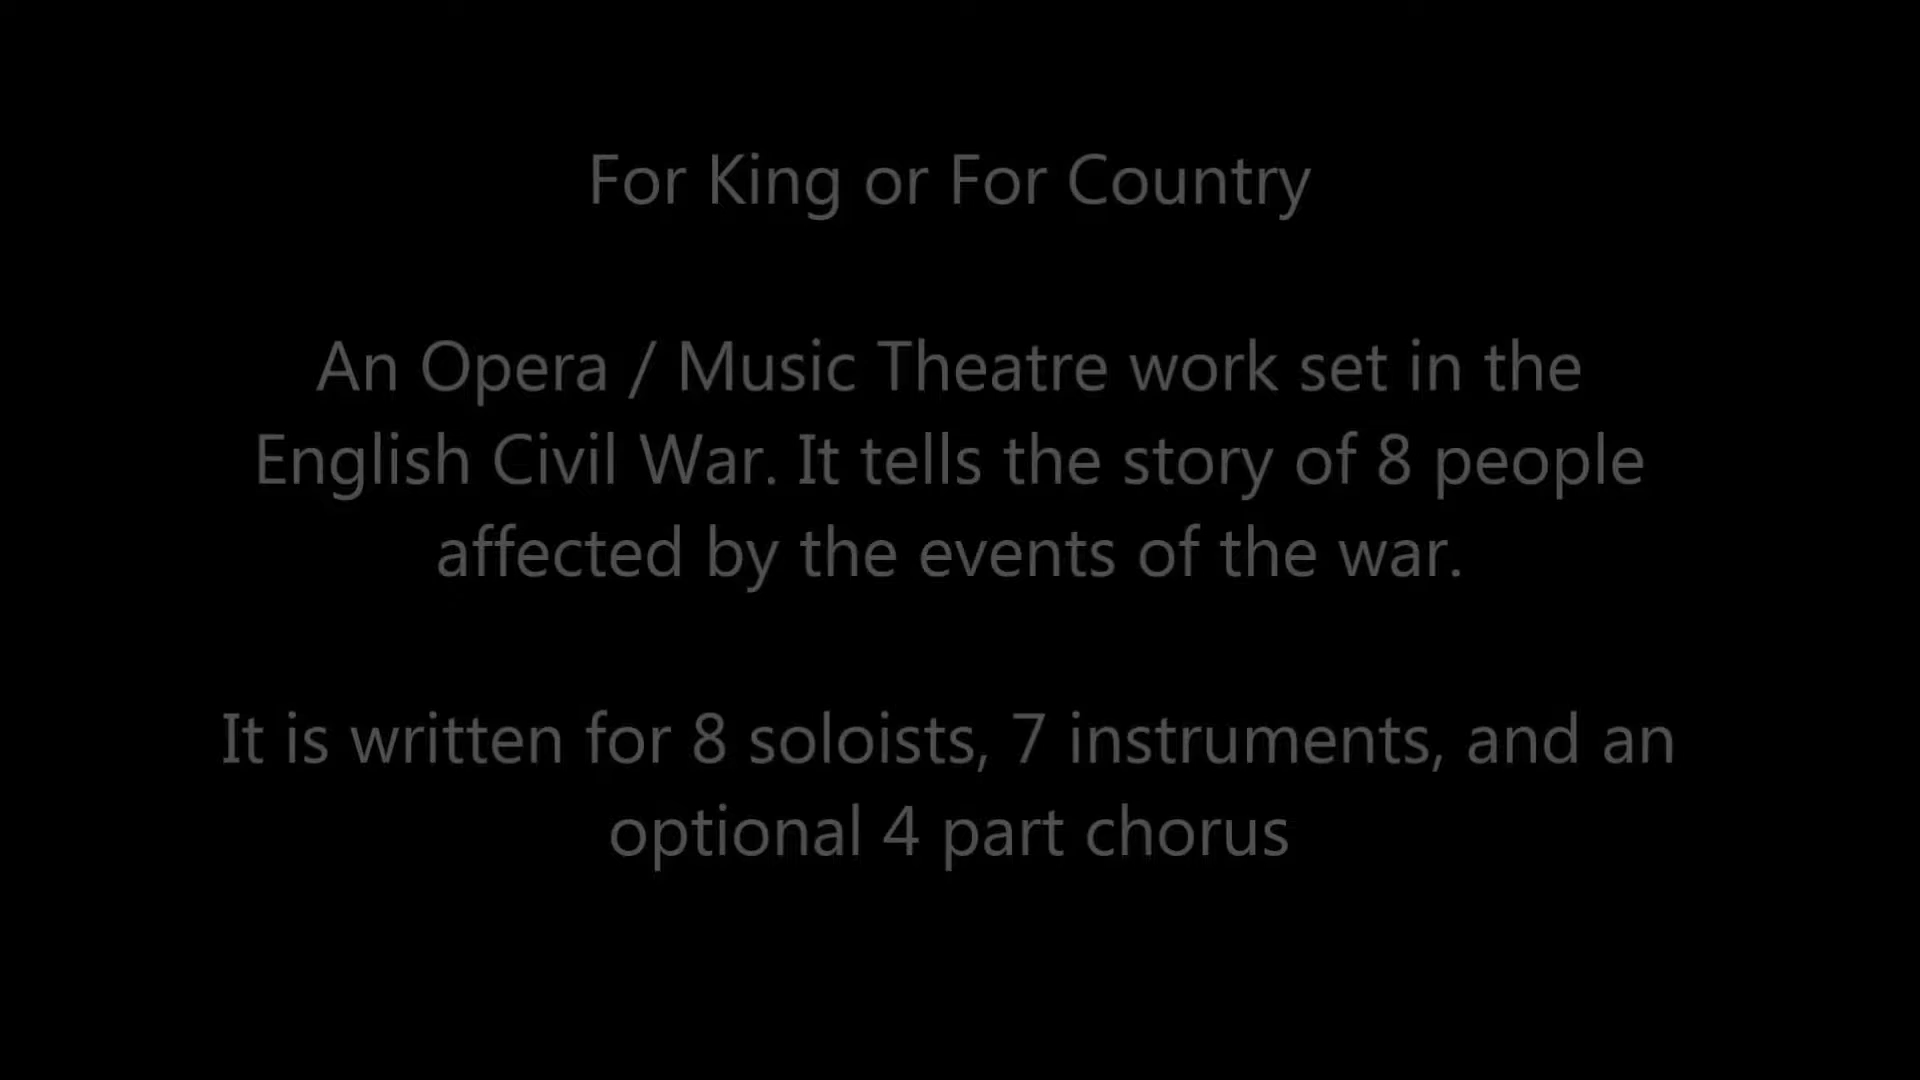 For King or For Country
An Opera / Music Theatre work set in the
English Civil War. It tells the story of 8 people
affected by the events of the war.
It is written for 8 soloists, 7 instruments, and an
optional 4 part chorus